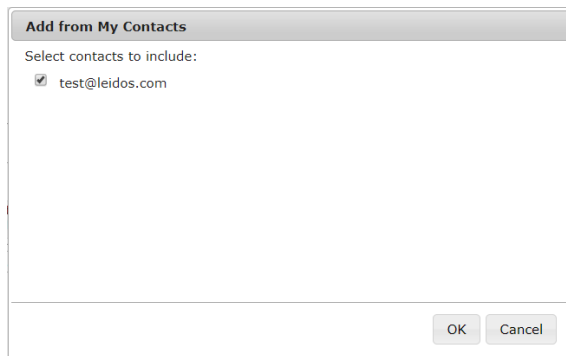 Add from My Contacts
Select contacts to include:
test@leidos.com
OK Cancel